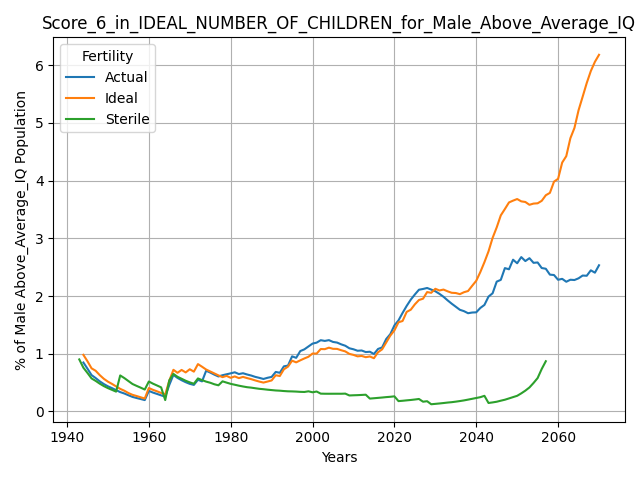 Score_6_in_IDEAL_NUMBER_OF_CHILDREN_for_Male_Above_Average_IQ
Fertility
Actual
Ideal
Sterile
% of Male Above_Average_IQ Population
6
5
4
3
2
1
0
1940 1960 1980 2000 2020 2040 2060
Years